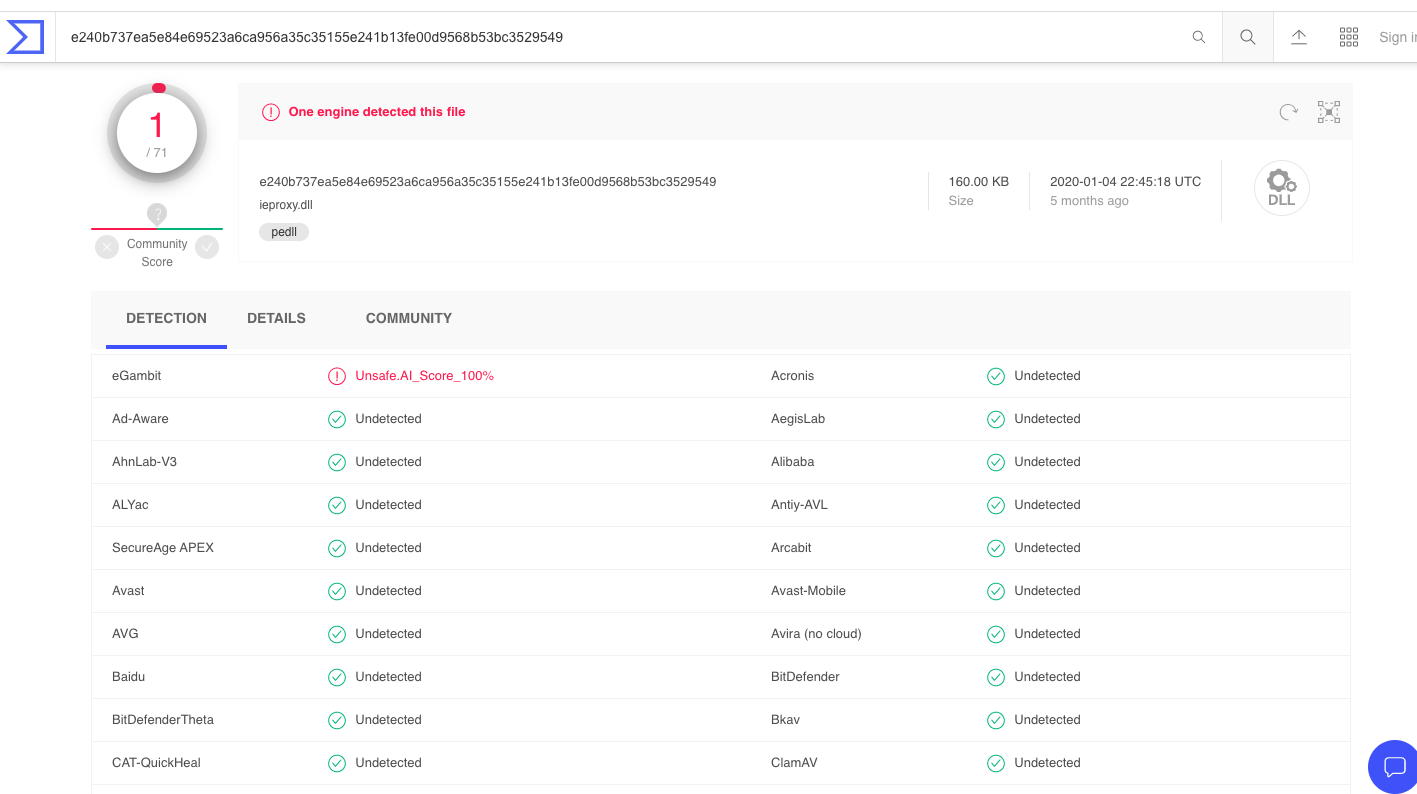 e240b737ea5e84e69523a6ca956a35c35155e241b13fe00d9568b53bc3529549
Sign in
1
/ 71
?
Community
Score
One engine detected this file
e240b737ea5e84e69523a6ca956a35c35155e241b13fe00d9568b53bc3529549
ieproxy.dll
pedll
160.00 KB
Size
2020-01-04 22:45:18 UTC
5 months ago
DLL
DETECTION DETAILS COMMUNITY
eGambit Unsafe.AI_Score_100% Acronis Undetected
Ad-Aware Undetected AegisLab Undetected
AhnLab-V3 Undetected Alibaba Undetected
ALYac Undetected Antiy-AVL Undetected
SecureAge APEX Undetected Arcabit Undetected
Avast Undetected Avast-Mobile Undetected
AVG Undetected Avira (no cloud) Undetected
Baidu Undetected BitDefender Undetected
BitDefenderTheta Undetected Bkav Undetected
CAT-QuickHeal Undetected ClamAV Undetected